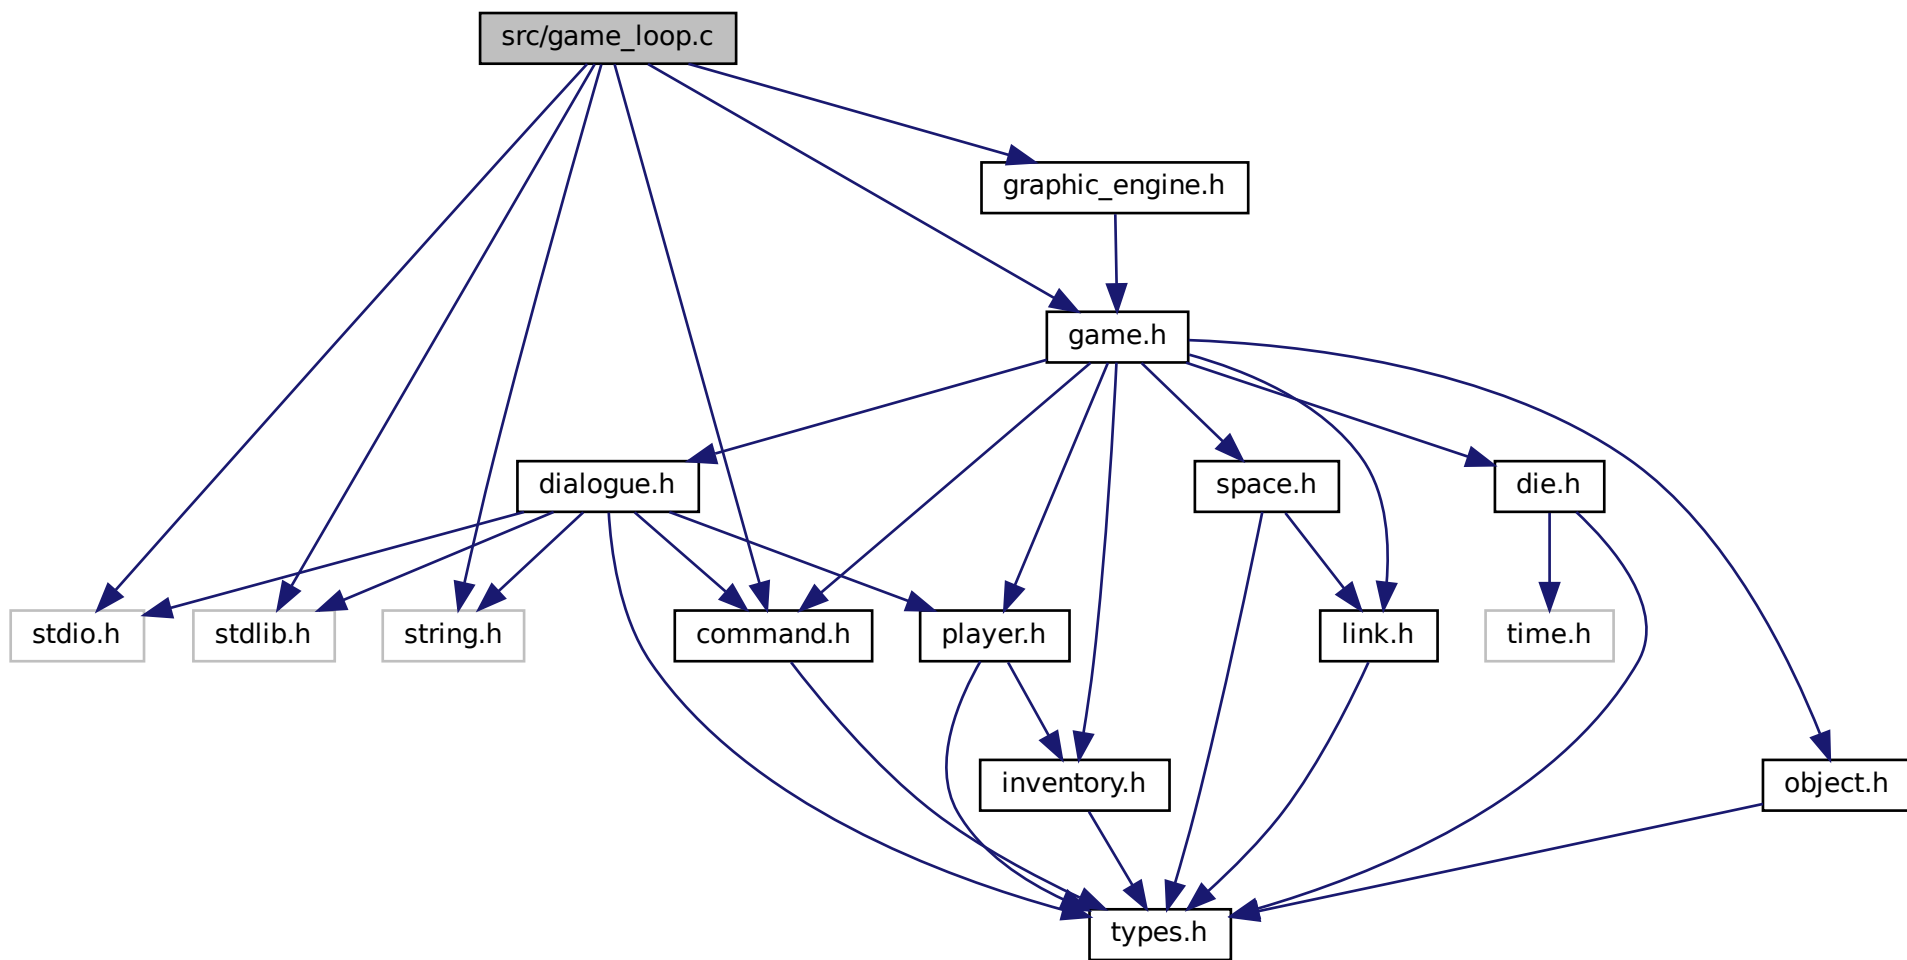 src/game_loop.c
graphic_engine.h
game.h
dialogue.h
space.h
die.h
stdio.h
stdlib.h
string.h
command.h
player.h
link.h
time.h
inventory.h
object.h
types.h